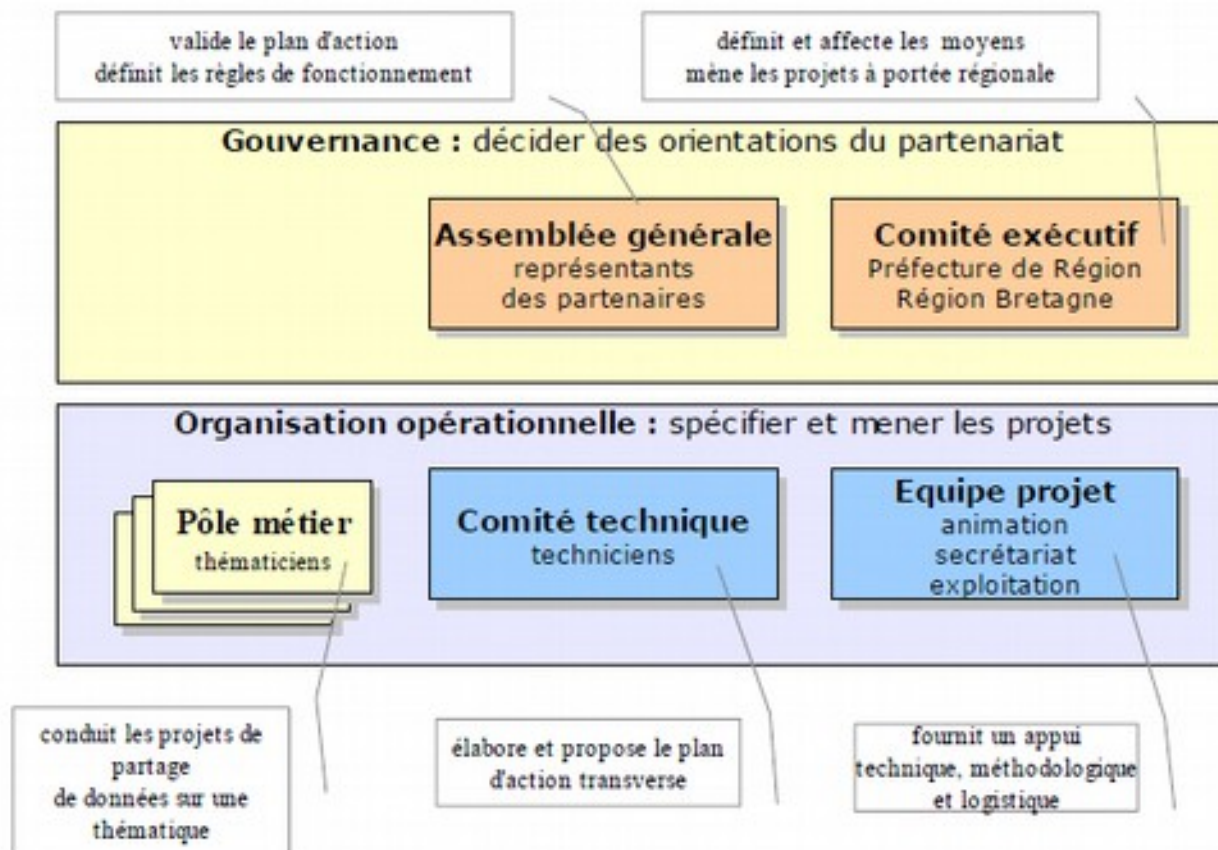 valide le plan d'action
définit les règles de fonctionnement
définit et affecte les moyens
mène les projets à portée régionale
Gouvernance : décider des orientations du partenariat
Assemblée générale
représentants
des partenaires
Comité exécutif
Préfecture de Région
Région Bretagne
Organisation opérationnelle : spécifier et mener les projets
Pôle métier
thématiciens
Comité technique
techniciens
Equipe projet
animation
secrétariat
exploitation
conduit les projets de
partage
de données sur une
thématique
élabore et propose le plan
d'action transverse
fournit un appui
technique, méthodologique
et logistique